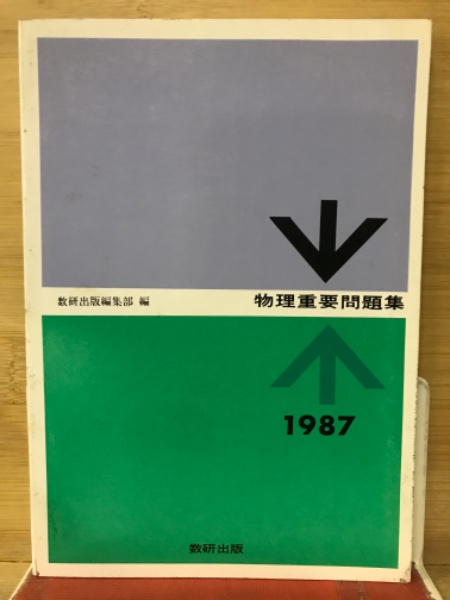 数研出版編集部 編
物理重要問題集
1987
数研出版